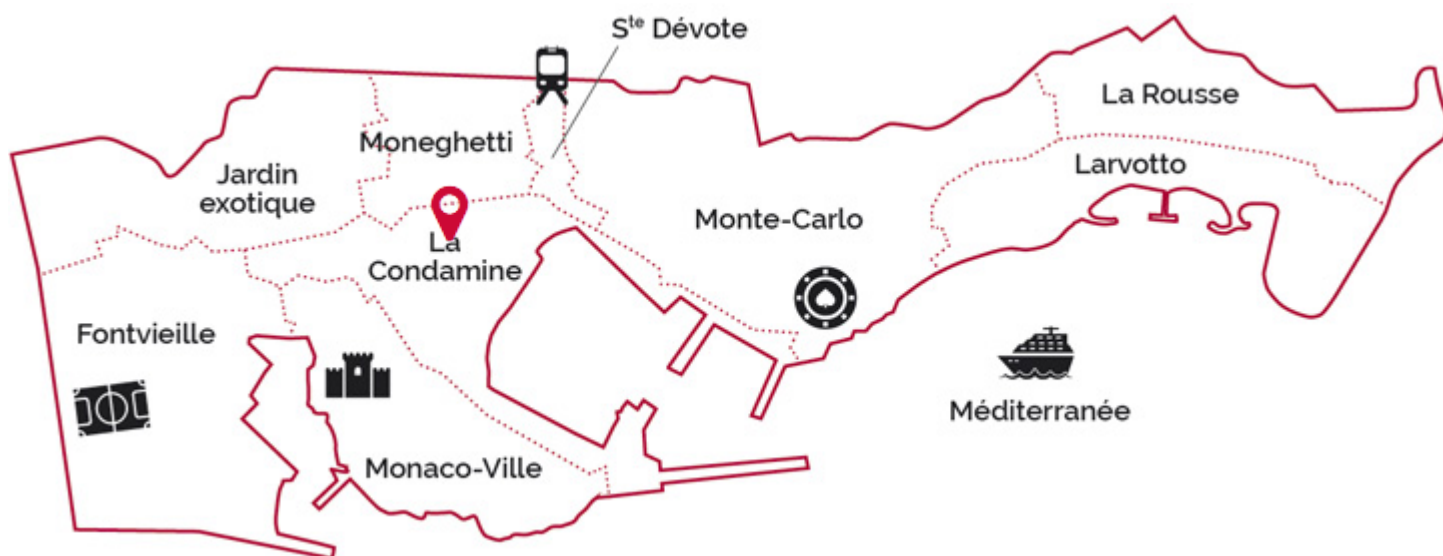 Sᵗᵉ Dévote
La Rousse
Moneghetti
Larvotto
Jardin
exotique
Monte-Carlo
La
Condamine
Fontvieille
Méditerranée
Monaco-Ville